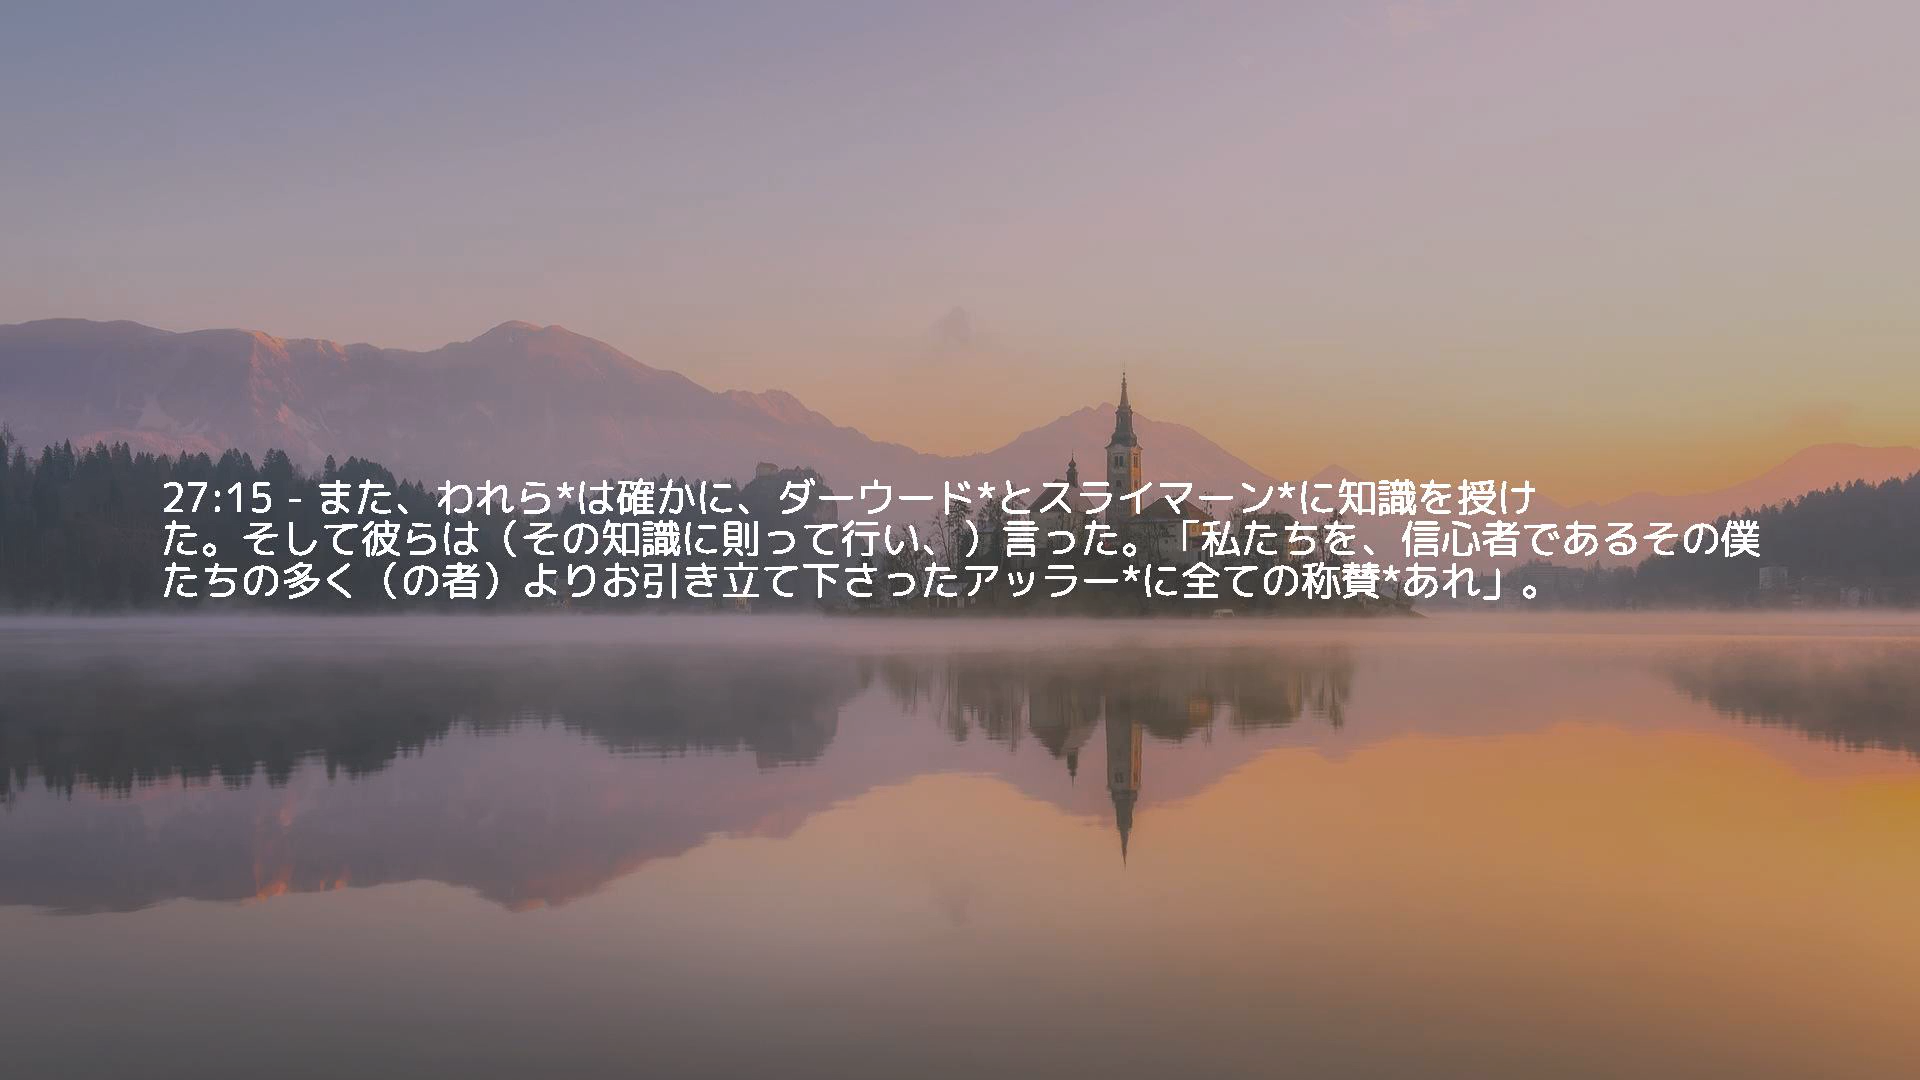 27:15 - また、われら*は確かに、ダーウード*とスライマーン*に知識を授け
た。そして彼らは（その知識に則って行い、）言った。「私たちを、信心者であるその僕
たちの多く（の者）よりお引き立て下さったアッラー*に全ての称賛*あれ」。